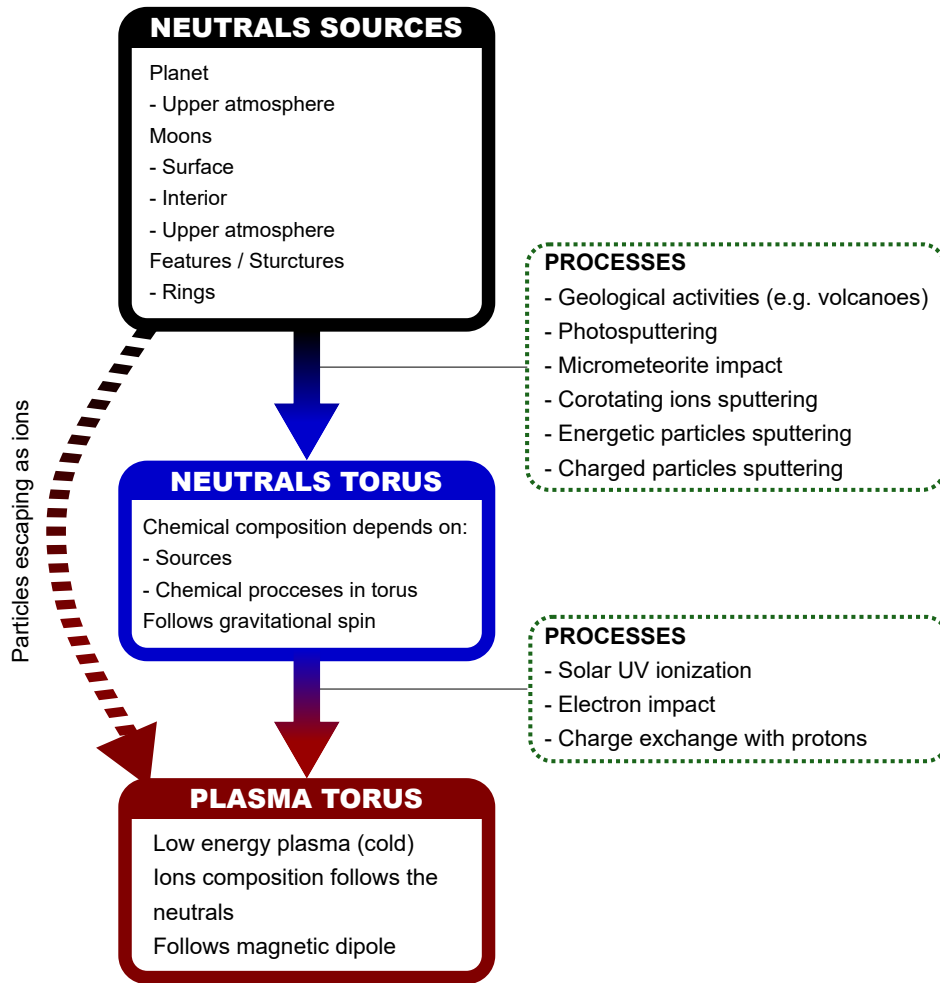 NEUTRALS SOURCES
Planet
- Upper atmosphere
Moons
- Surface
- Interior
- Upper atmosphere
Features / Sturctures
- Rings
PROCESSES
- Geological activities (e.g. volcanoes)
- Photosputtering
- Micrometeorite impact
- Corotating ions sputtering
- Energetic particles sputtering
- Charged particles sputtering
Particles escaping as ions
NEUTRALS TORUS
Chemical composition depends on:
- Sources
- Chemical procceses in torus
Follows gravitational spin
PROCESSES
- Solar UV ionization
- Electron impact
- Charge exchange with protons
PLASMA TORUS
Low energy plasma (cold)
Ions composition follows the
neutrals
Follows magnetic dipole